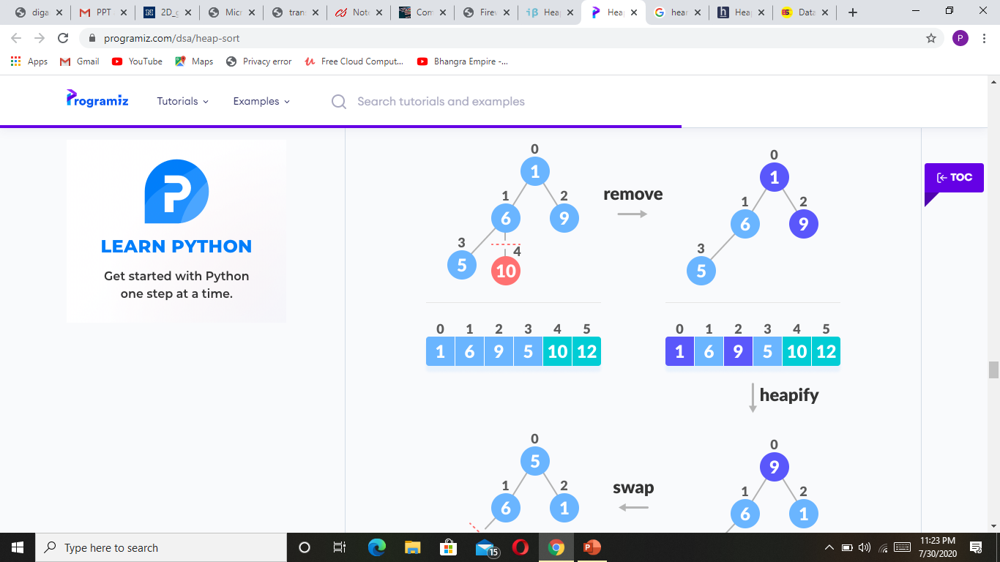 diga
PPT
2D_g
Micr
tran
Note
Com
Firew
Hea
Hea
hear
Hea
Data
programiz.com/dsa/heap-sort
P
Apps
Gmail
YouTube
Maps
Privacy error
Free Cloud Comput...
Bhangra Empire -...
Programiz
Tutorials
Examples
Search tutorials and examples
LEARN PYTHON
Get started with Python
one step at a time.
TOC
0
1
1 2
6 9
3 4
5 10
0 1 2 3 4 5
1 6 9 5 10 12
remove
0
1
1 2
6 9
3
5
0 1 2 3 4 5
1 6 9 5 10 12
heapify
0
9
1 2
6 1
swap
0
5
1 2
6 1
Type here to search
15
11:23 PM
7/30/2020